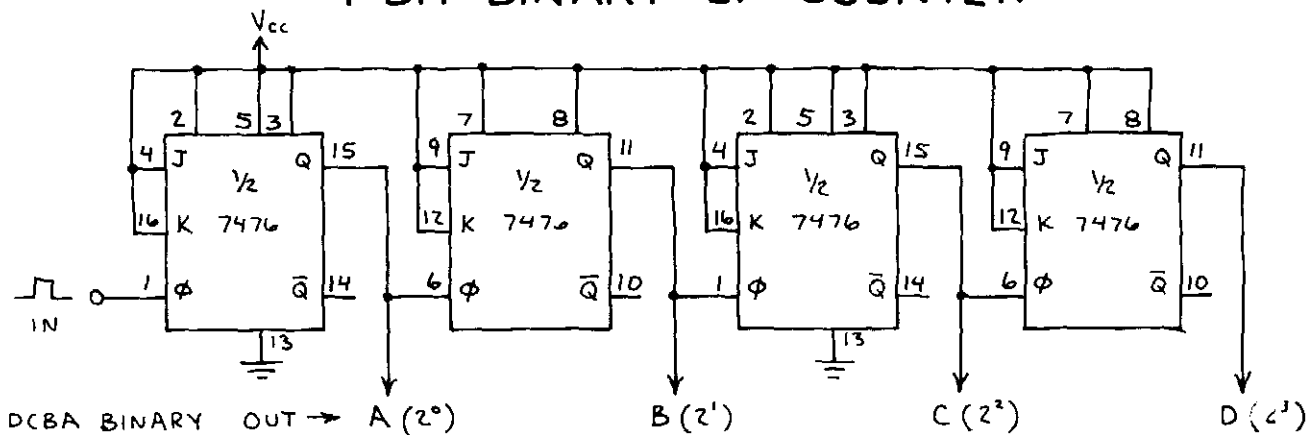 4-BIT BINARY UP COUNTER
Vcc
2 5 3 7 8 2 5 3 7 8
4 J Q 15 9 J Q 11 4 J Q 15 9 J Q 11
1/2 1/2 1/2 1/2
16 K 7476 12 K 7476 16 K 7476 12 K 7476
1 Φ Q̅ 14 6 Φ Q̅ 10 1 Φ Q̅ 14 6 Φ Q̅ 10
IN
13 13
DCBA BINARY OUT → A (2⁰) B (2¹) C (2²) D (2³)